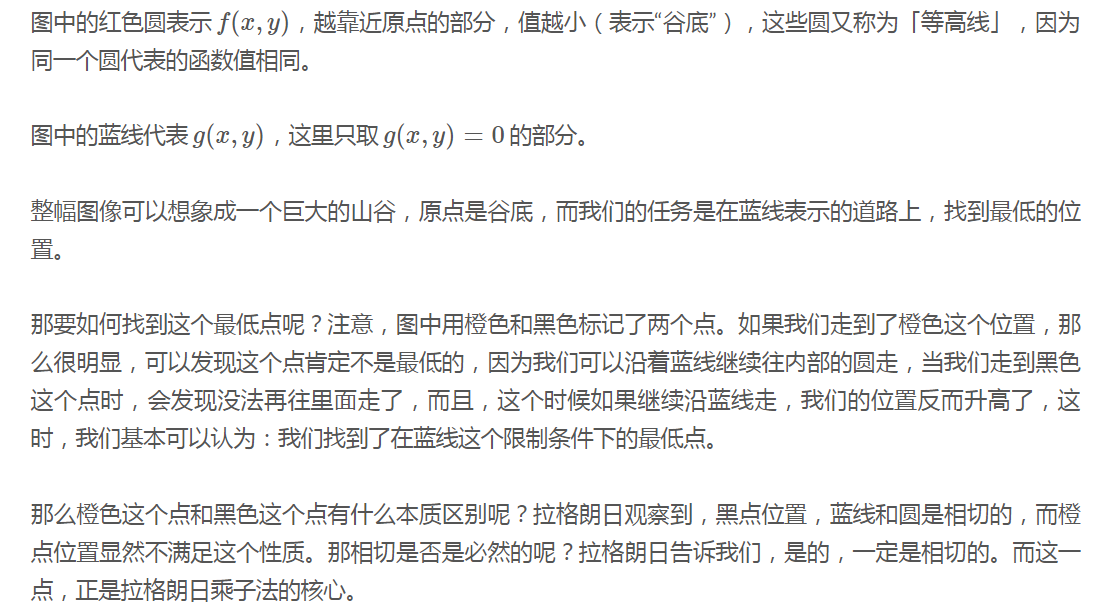 图中的红色圆表示 f(x, y)，越靠近原点的部分，值越小（表示“谷底”），这些圆又称为「等高线」，因为
同一个圆代表的函数值相同。
图中的蓝线代表 g(x, y)，这里只取 g(x, y) = 0 的部分。
整幅图像可以想象成一个巨大的山谷，原点是谷底，而我们的任务是在蓝线表示的道路上，找到最低的位
置。
那要如何找到这个最低点呢？注意，图中用橙色和黑色标记了两个点。如果我们走到了橙色这个位置，那
么很明显，可以发现这个点肯定不是最低的，因为我们可以沿着蓝线继续往内部的圆走，当我们走到黑色
这个点时，会发现没法再往里面走了，而且，这个时候如果继续沿蓝线走，我们的位置反而升高了，这
时，我们基本可以认为：我们找到了在蓝线这个限制条件下的最低点。
那么橙色这个点和黑色这个点有什么本质区别呢？拉格朗日观察到，黑点位置，蓝线和圆是相切的，而橙
点位置显然不满足这个性质。那相切是否是必然的呢？拉格朗日告诉我们，是的，一定是相切的。而这一
点，正是拉格朗日乘子法的核心。